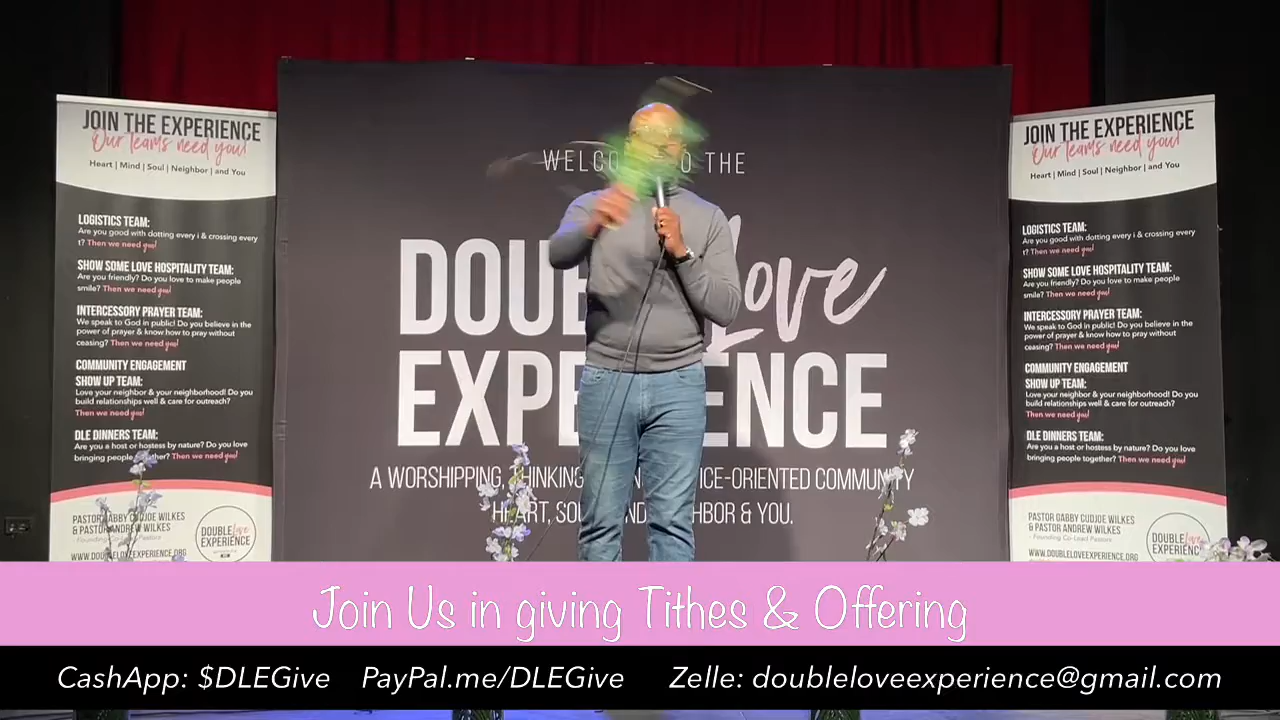 JOIN THE EXPERIENCE
Our teams need you!
Heart | Mind | Soul | Neighbor | and You
LOGISTICS TEAM:
Are you good with dotting every i & crossing every
t? Then we need you!
SHOW SOME LOVE HOSPITALITY TEAM:
Are you friendly? Do you love to make people
smile? Then we need you!
INTERCESSORY PRAYER TEAM:
We speak to God in public! Do you believe in the
power of prayer & know how to pray without
ceasing? Then we need you!
COMMUNITY ENGAGEMENT
SHOW UP TEAM:
Love your neighbor & your neighborhood! Do you
build relationships well & care for outreach?
Then we need you!
DLE DINNERS TEAM:
Are you a host or hostess by nature? Do you love
bringing people together? Then we need you!
PASTOR GABBY CUDJOE WILKES
& PASTOR ANDREW WILKES
- Founding Co-Lead Pastors
WWW.DOUBLELOVEEXPERIENCE.ORG
DOUBLE Love
EXPERIENCE
WELCO O THE
DOUB Love
EXPE ENCE
A WORSHIPPING, THINKING ICE-ORIENTED COMMUNITY
HEART, SOU ND HBOR & YOU.
JOIN THE EXPERIENCE
Our teams need you!
Heart | Mind | Soul | Neighbor | and You
LOGISTICS TEAM:
Are you good with dotting every i & crossing every
t? Then we need you!
SHOW SOME LOVE HOSPITALITY TEAM:
Are you friendly? Do you love to make people
smile? Then we need you!
INTERCESSORY PRAYER TEAM:
We speak to God in public! Do you believe in the
power of prayer & know how to pray without
ceasing? Then we need you!
COMMUNITY ENGAGEMENT
SHOW UP TEAM:
Love your neighbor & your neighborhood! Do you
build relationships well & care for outreach?
Then we need you!
DLE DINNERS TEAM:
Are you a host or hostess by nature? Do you love
bringing people together? Then we need you!
PASTOR GABBY CUDJOE WILKES
& PASTOR ANDREW WILKES
- Founding Co-Lead Pastors
WWW.DOUBLELOVEEXPERIENCE.ORG
DOUBLE Love
EXPERIENC
Join Us in giving Tithes & Offering
CashApp: $DLEGive PayPal.me/DLEGive Zelle: doubleloveexperience@gmail.com